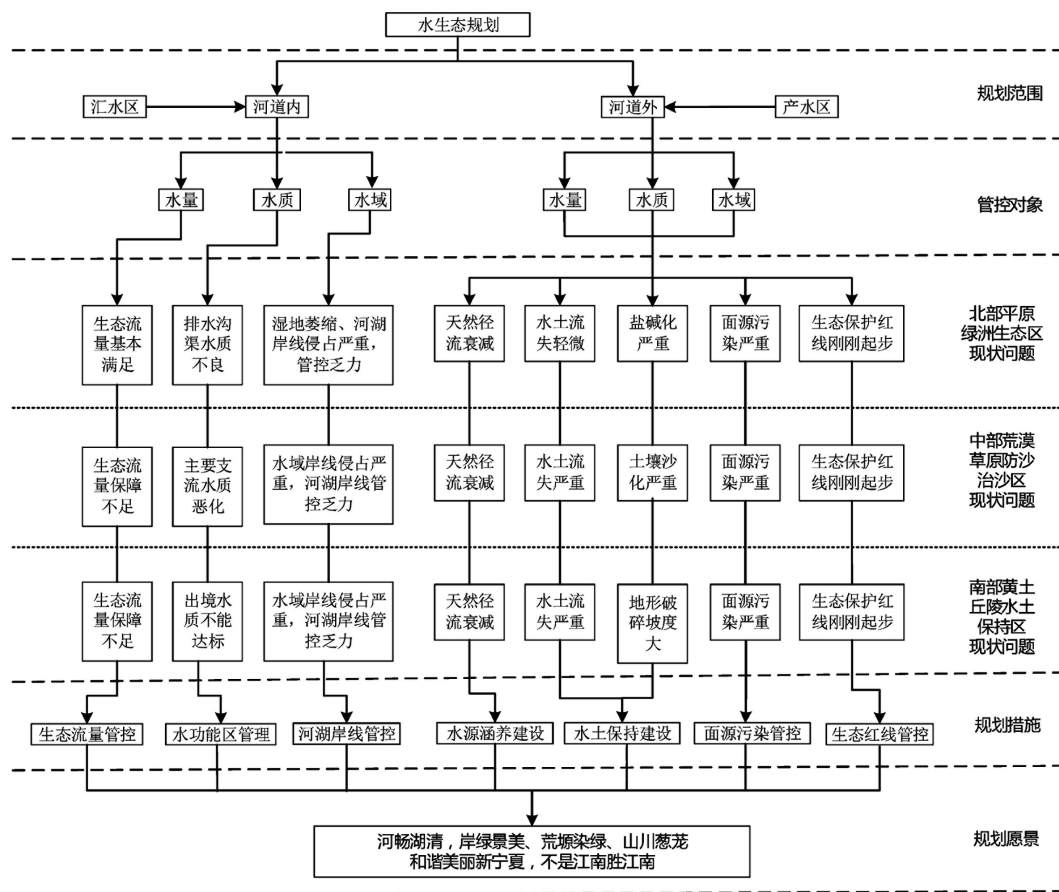 水生态规划
汇水区
河道内
河道外
产水区
规划范围
水量
水质
水域
水量
水质
水域
管控对象
生态流
量基本
满足
排水沟
渠水质
不良
湿地萎缩、河湖
岸线侵占严重，
管控乏力
天然径
流衰减
水土流
失轻微
盐碱化
严重
面源污
染严重
生态保护红
线刚刚起步
北部平原
绿洲生态区
现状问题
生态流
量保障
不足
主要支
流水质
恶化
水域岸线侵占严
重，河湖岸线管
控乏力
天然径
流衰减
水土流
失严重
土壤沙
化严重
面源污
染严重
生态保护红
线刚刚起步
中部荒漠
草原防沙
治沙区
现状问题
生态流
量保障
不足
出境水
质不能
达标
水域岸线侵占严
重，河湖岸线管
控乏力
天然径
流衰减
水土流
失严重
地形破
碎坡度
大
面源污
染严重
生态保护红
线刚刚起步
南部黄土
丘陵水土
保持区
现状问题
生态流量管控
水功能区管理
河湖岸线管控
水源涵养建设
水土保持建设
面源污染管控
生态红线管控
规划措施
河畅湖清，岸绿景美、荒塬染绿、山川葱茏
和谐美丽新宁夏，不是江南胜江南
规划愿景